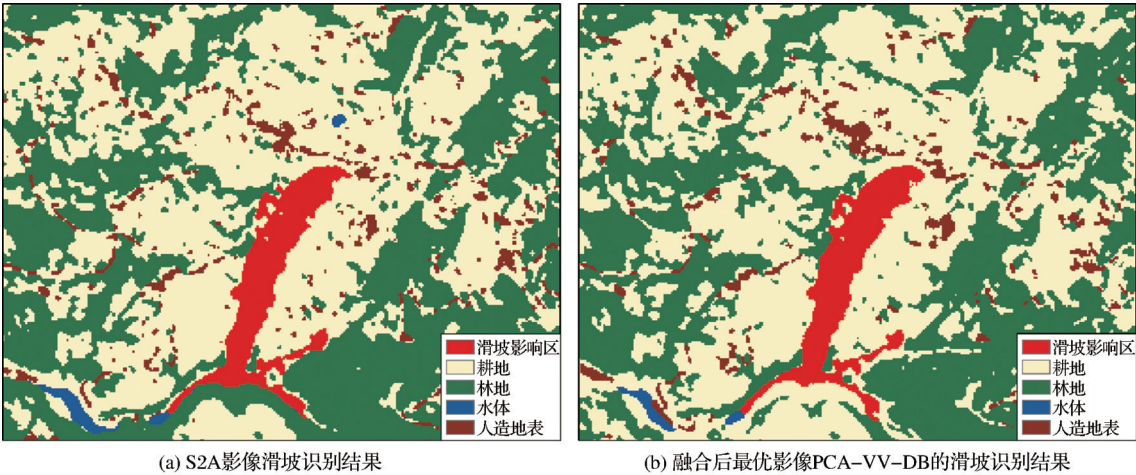 滑坡影响区
耕地
林地
水体
人造地表
滑坡影响区
耕地
林地
水体
人造地表
(a) S2A影像滑坡识别结果
(b) 融合后最优影像PCA-VV-DB的滑坡识别结果